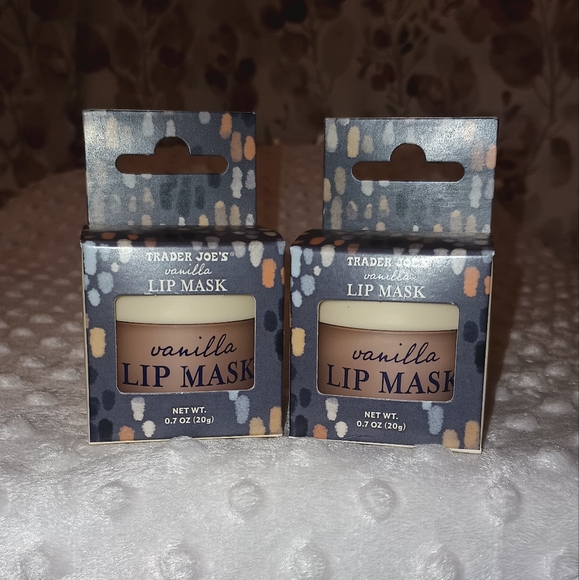 TRADER JOE'S®
vanilla
LIP MASK
vanilla
LIP MASK
NET WT.
0.7 OZ (20g)
TRADER JOE'S
vanilla
LIP MASK
vanilla
LIP MASK
NET WT.
0.7 OZ (20g)